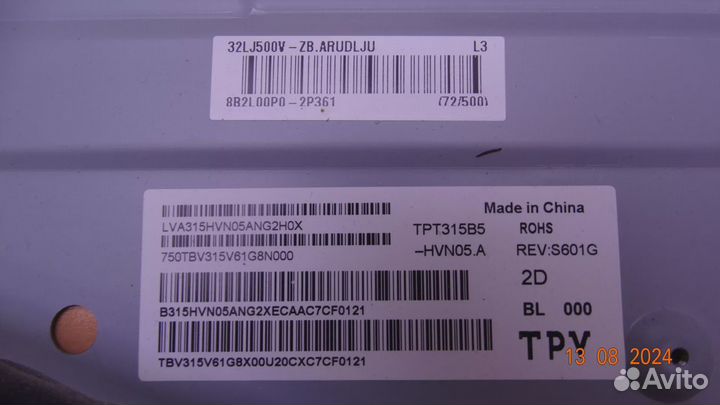 32LJ500V-ZB.ARUDLJU L3
8B2L00P0-2P361 (72/500)
Made in China
LVA315HVN05ANG2H0X TPT315B5 ROHS
750TBV315V61G8N000 -HVN05.A REV:S601G
2D
B315HVN05ANG2XECAAC7CF0121 BL 000
TPV
TBV315V61G8X00U20CXC7CF0121
13 08 2024
Avito